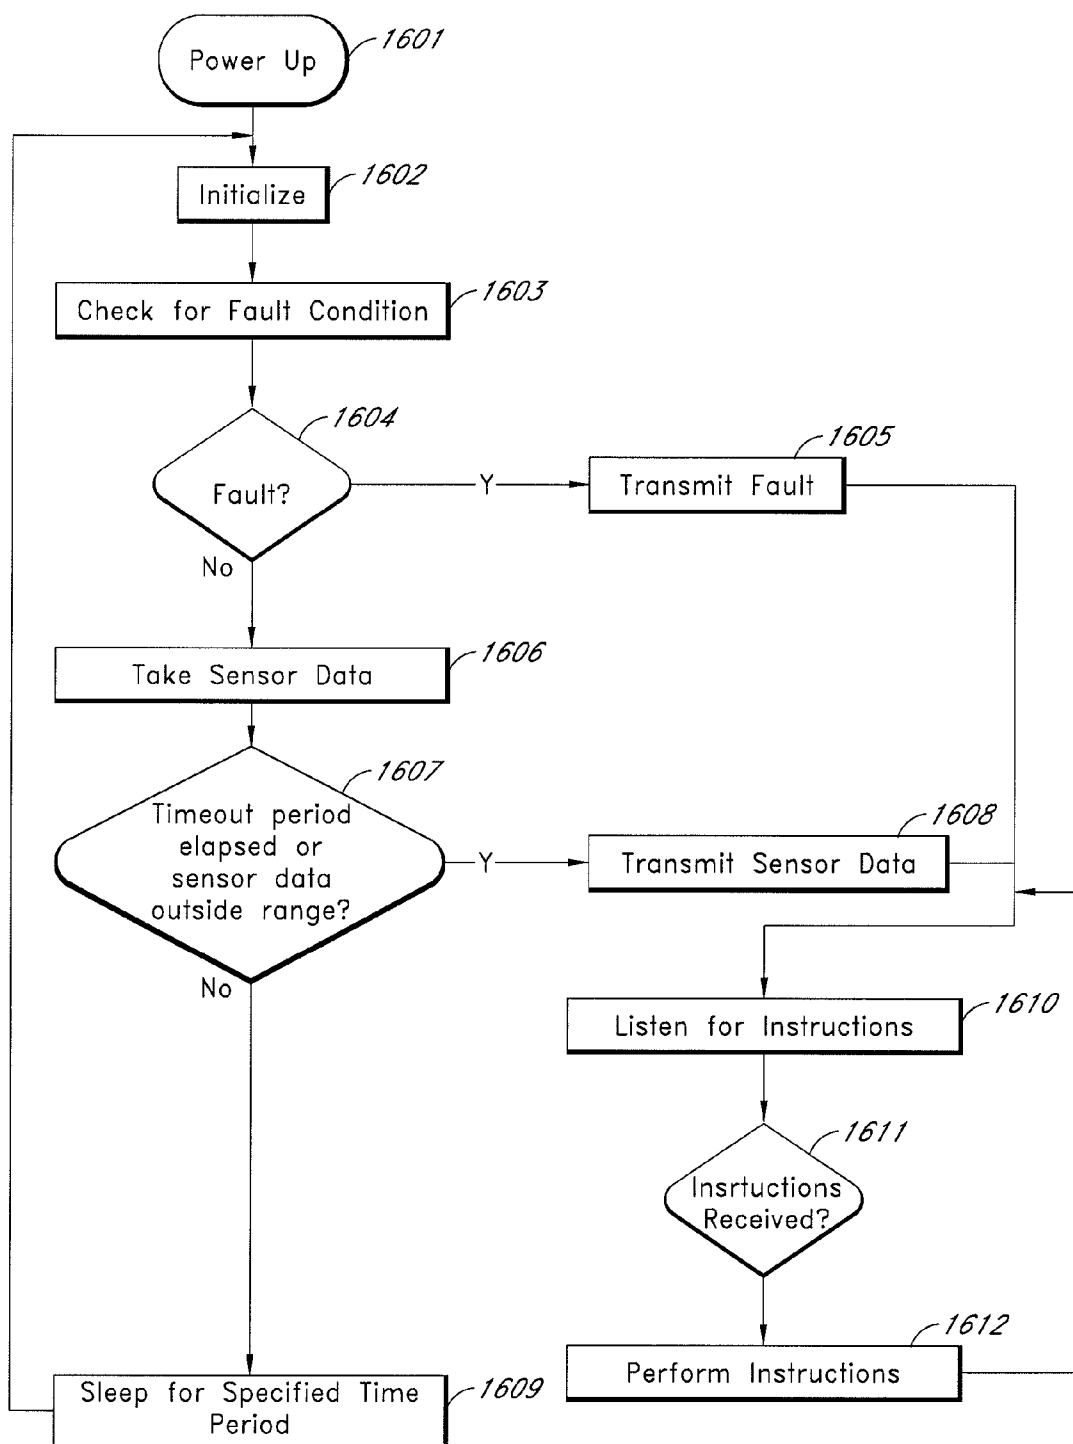 Power Up
1601
Initialize
1602
Check for Fault Condition
1603
Fault?
1604
Y
Transmit Fault
1605
No
Take Sensor Data
1606
Timeout period
elapsed or
sensor data
outside range?
1607
Y
Transmit Sensor Data
1608
No
Listen for Instructions
1610
Insrtuctions
Received?
1611
Perform Instructions
1612
Sleep for Specified Time
Period
1609